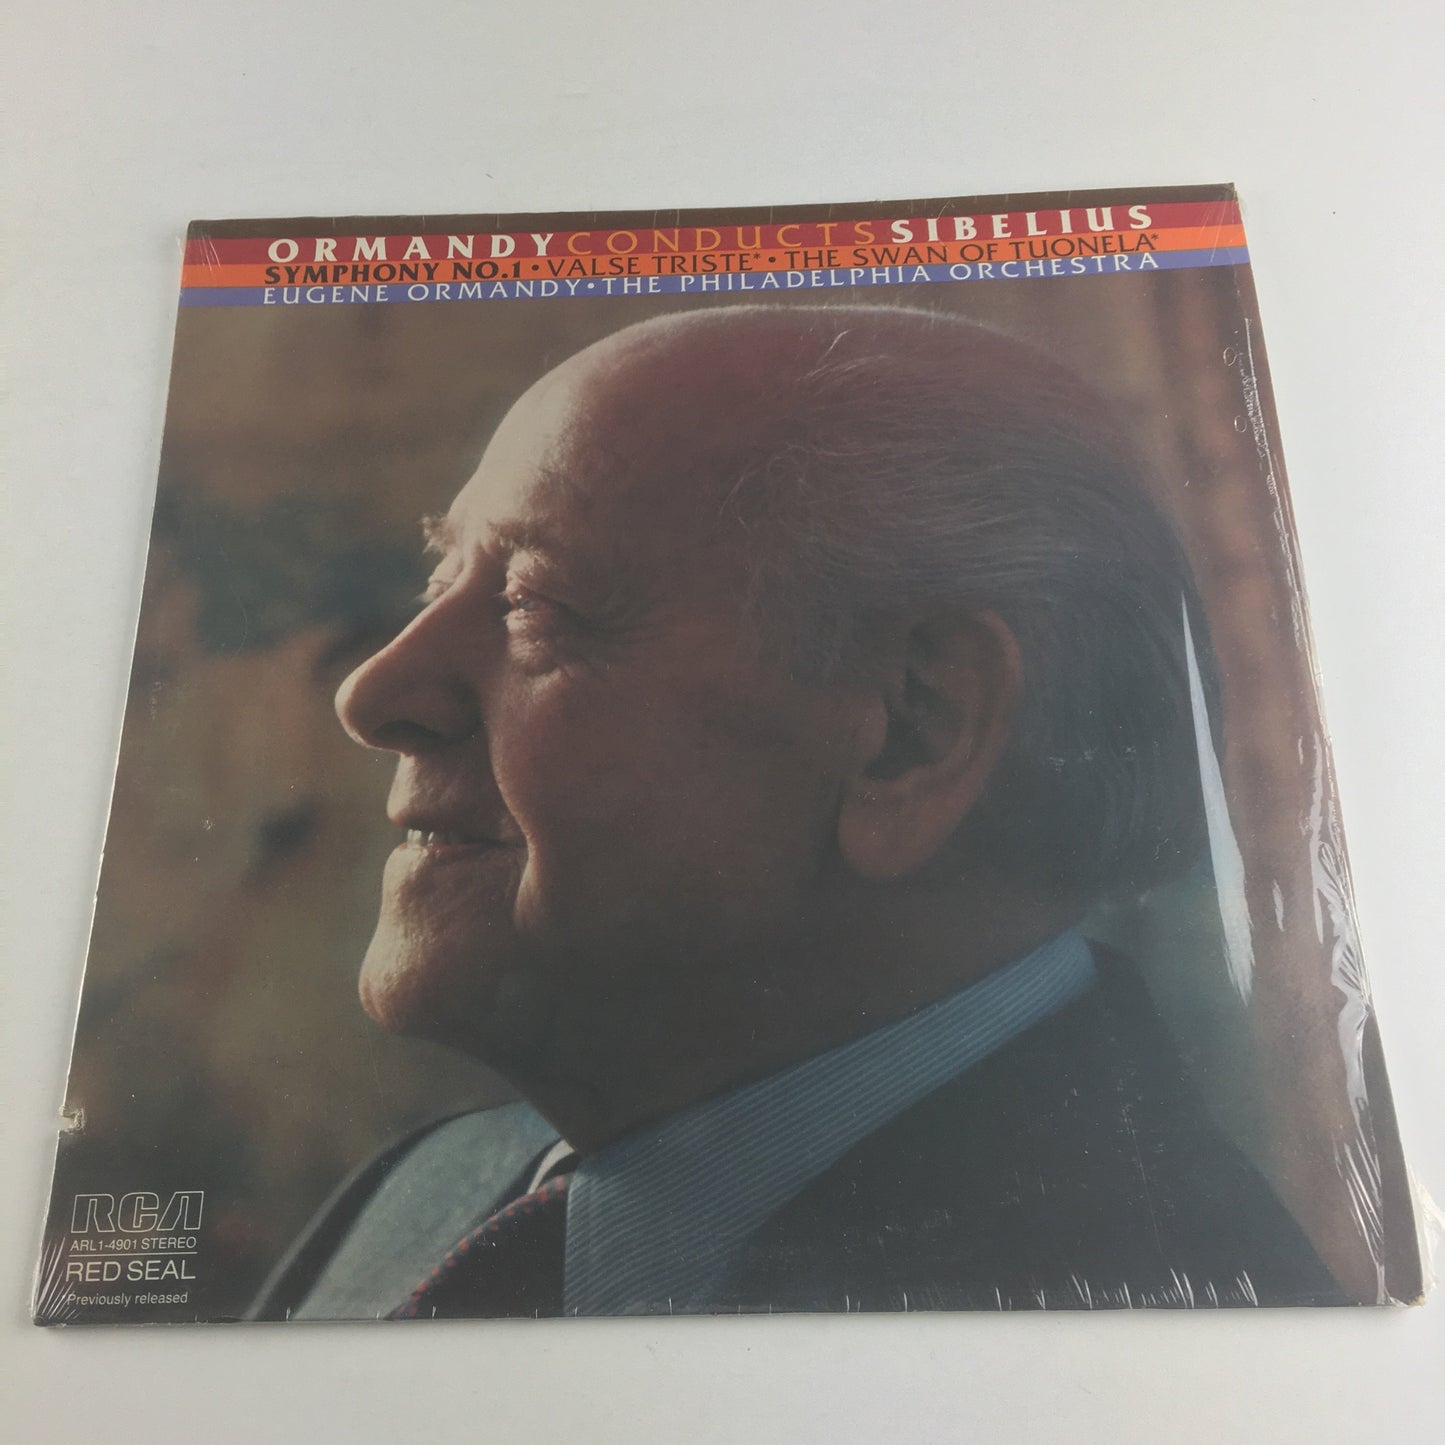 ORMANDY CONDUCTS SIBELIUS
SYMPHONY NO.1 • VALSE TRISTE* • THE SWAN OF TUONELA*
EUGENE ORMANDY • THE PHILADELPHIA ORCHESTRA
RCA
ARL1-4901 STEREO
RED SEAL
Previously released